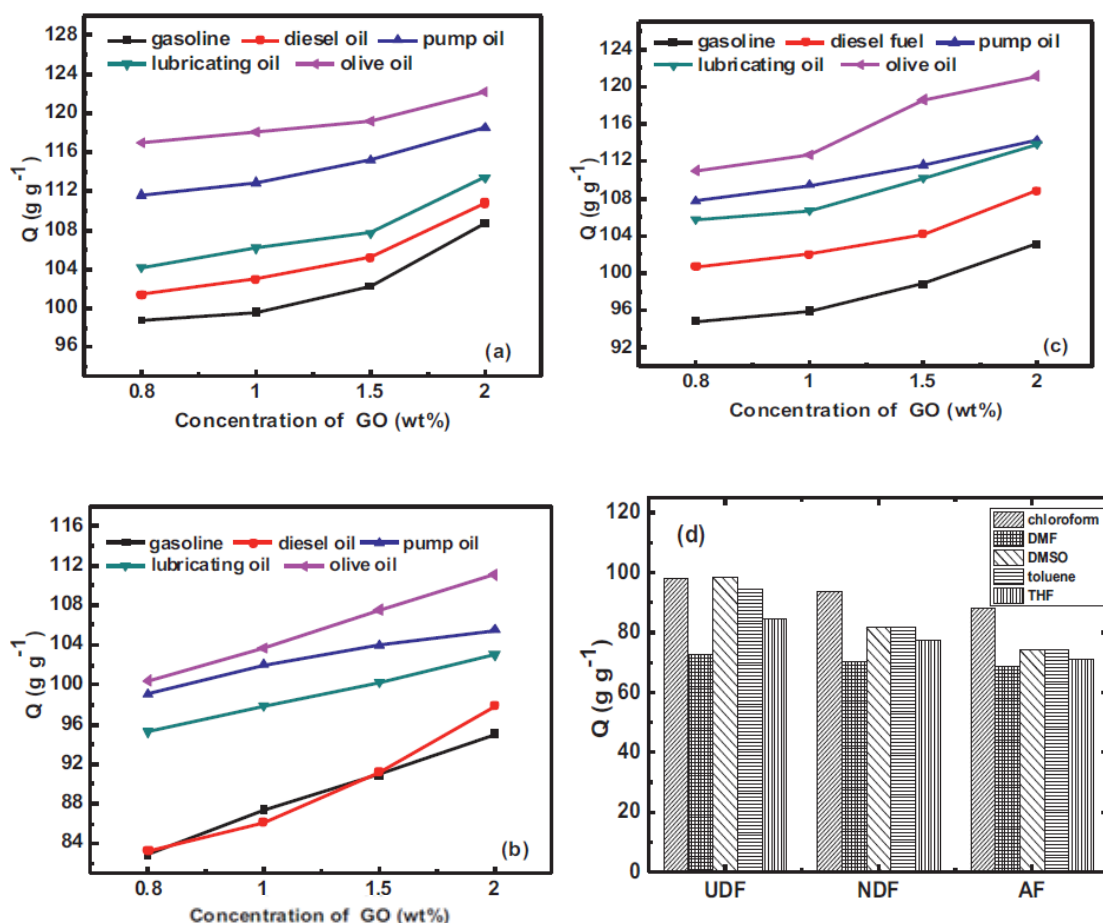 128
124
120
116
112
108
104
100
96
Q (g g⁻¹)
gasoline diesel oil pump oil
lubricating oil olive oil
(a)
0.8 1 1.5 2
Concentration of GO (wt%)
124
120
116
112
108
104
100
96
92
Q (g g⁻¹)
gasoline diesel fuel pump oil
lubricating oil olive oil
(c)
0.8 1 1.5 2
Concentration of GO (wt%)
116
112
108
104
100
96
92
88
84
Q (g g⁻¹)
gasoline diesel oil pump oil
lubricating oil olive oil
(b)
0.8 1 1.5 2
Concentration of GO (wt%)
120
100
80
60
40
20
0
Q (g g⁻¹)
(d)
chloroform
DMF
DMSO
toluene
THF
UDF NDF AF